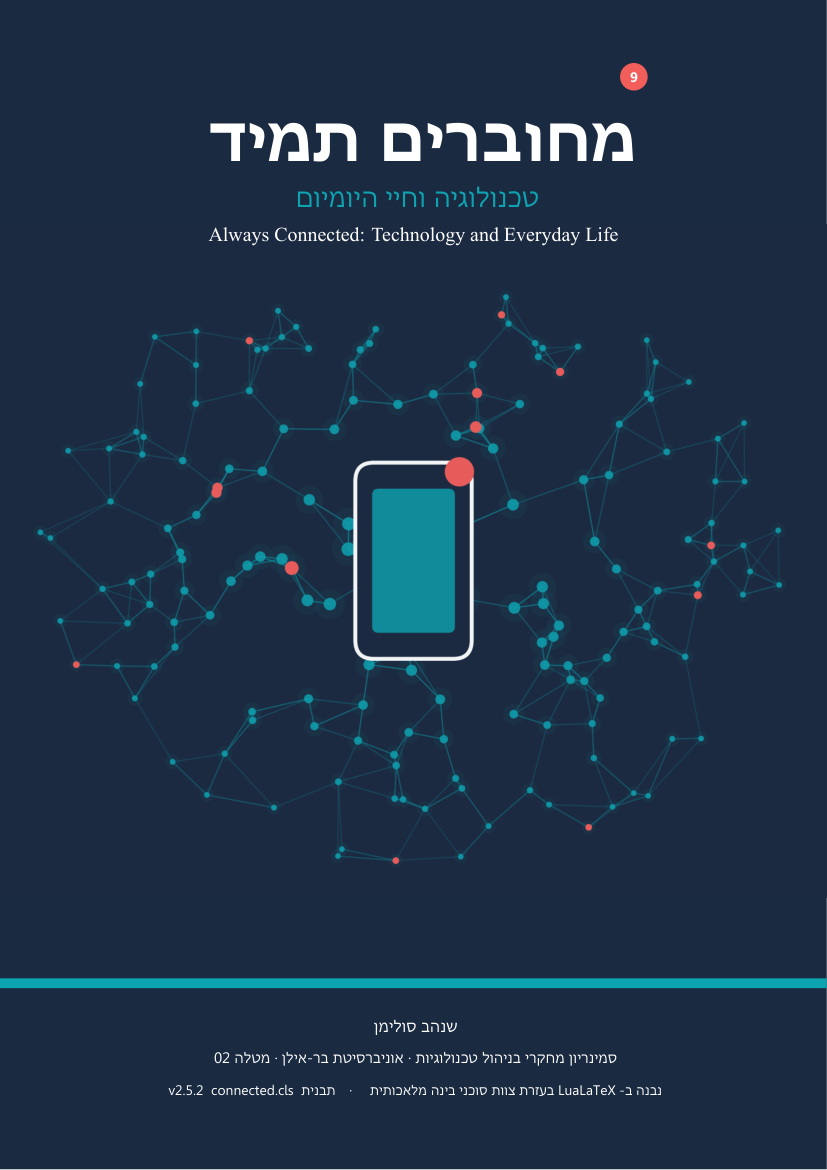 9
מחוברים תמיד
טכנולוגיה וחיי היומיום
Always Connected: Technology and Everyday Life
שנהב סולימן
סמינריון מחקרי בניהול טכנולוגיות · אוניברסיטת בר-אילן · מטלה 02
נבנה ב- LuaLaTeX בעזרת צוות סוכני בינה מלאכותית · תבנית connected.cls v2.5.2